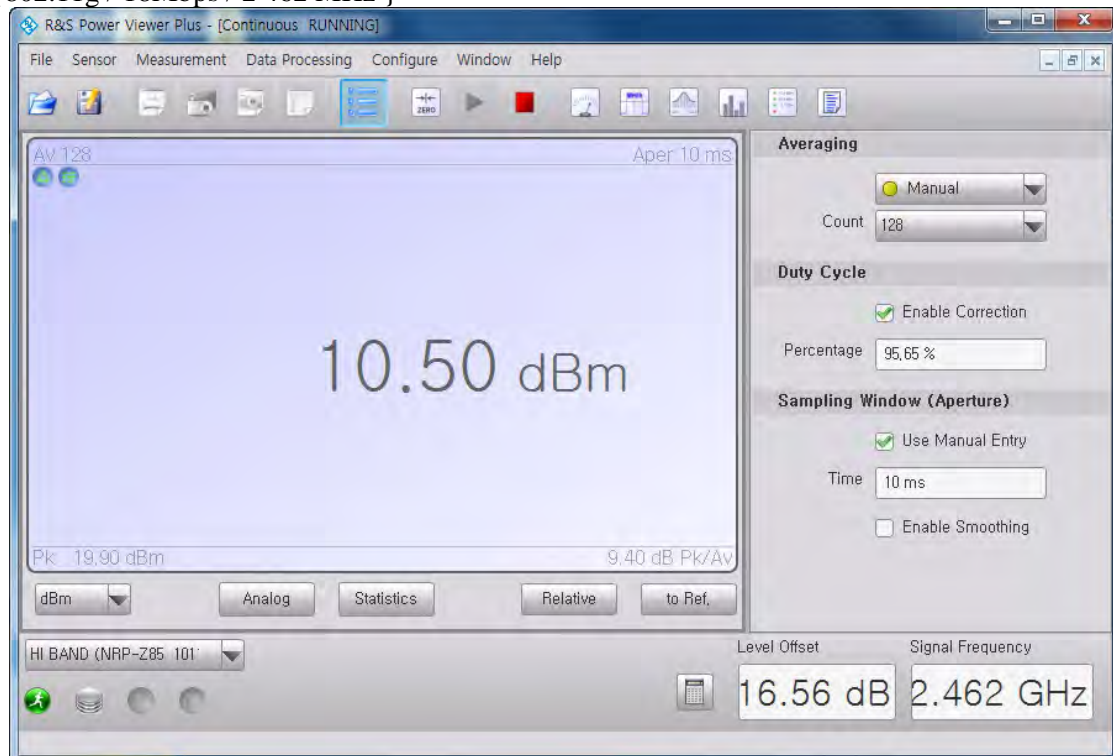 R&S Power Viewer Plus - [Continuous RUNNING]
File Sensor Measurement Data Processing Configure Window Help
ZERO
Av 128 Aper 10 ms
10.50 dBm
Pk 19.90 dBm 9.40 dB Pk/Av
dBm Analog Statistics Relative to Ref.
Averaging
Manual
Count 128
Duty Cycle
Enable Correction
Percentage 95,65 %
Sampling Window (Aperture)
Use Manual Entry
Time 10 ms
Enable Smoothing
HI BAND (NRP-Z85 101
Level Offset Signal Frequency
16.56 dB 2.462 GHz